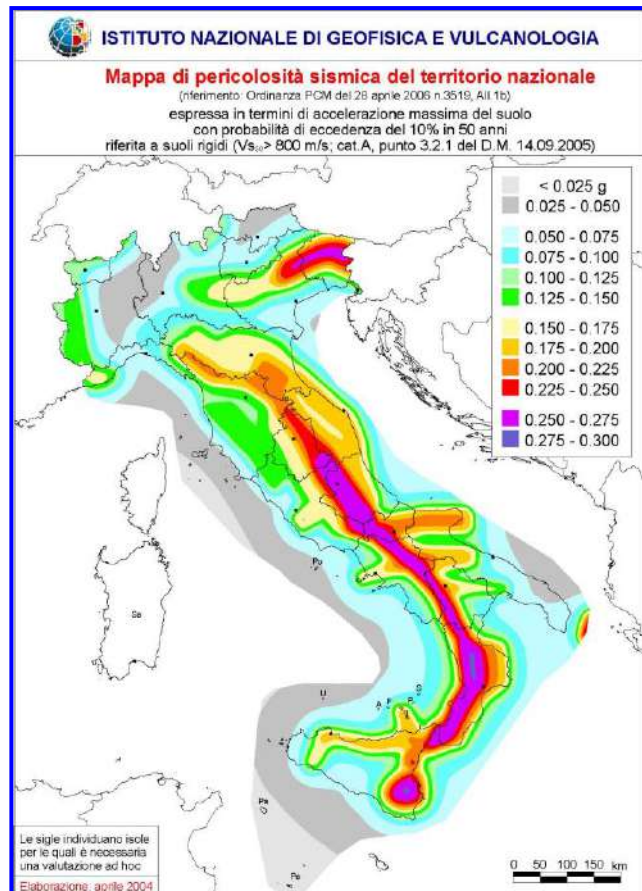 ISTITUTO NAZIONALE DI GEOFISICA E VULCANOLOGIA
Mappa di pericolosità sismica del territorio nazionale
(riferimento: Ordinanza PCM del 28 aprile 2006 n.3519, All.1b)
espressa in termini di accelerazione massima del suolo
con probabilità di eccedenza del 10% in 50 anni
riferita a suoli rigidi (Vs30> 800 m/s; cat.A, punto 3.2.1 del D.M. 14.09.2005)
< 0.025 g
0.025 - 0.050
0.050 - 0.075
0.075 - 0.100
0.100 - 0.125
0.125 - 0.150
0.150 - 0.175
0.175 - 0.200
0.200 - 0.225
0.225 - 0.250
0.250 - 0.275
0.275 - 0.300
Po
Sa
U
A
F
P
S
Pa
Pe
Le sigle individuano isole
per le quali è necessaria
una valutazione ad hoc
Elaborazione: aprile 2004
0 50 100 150 km